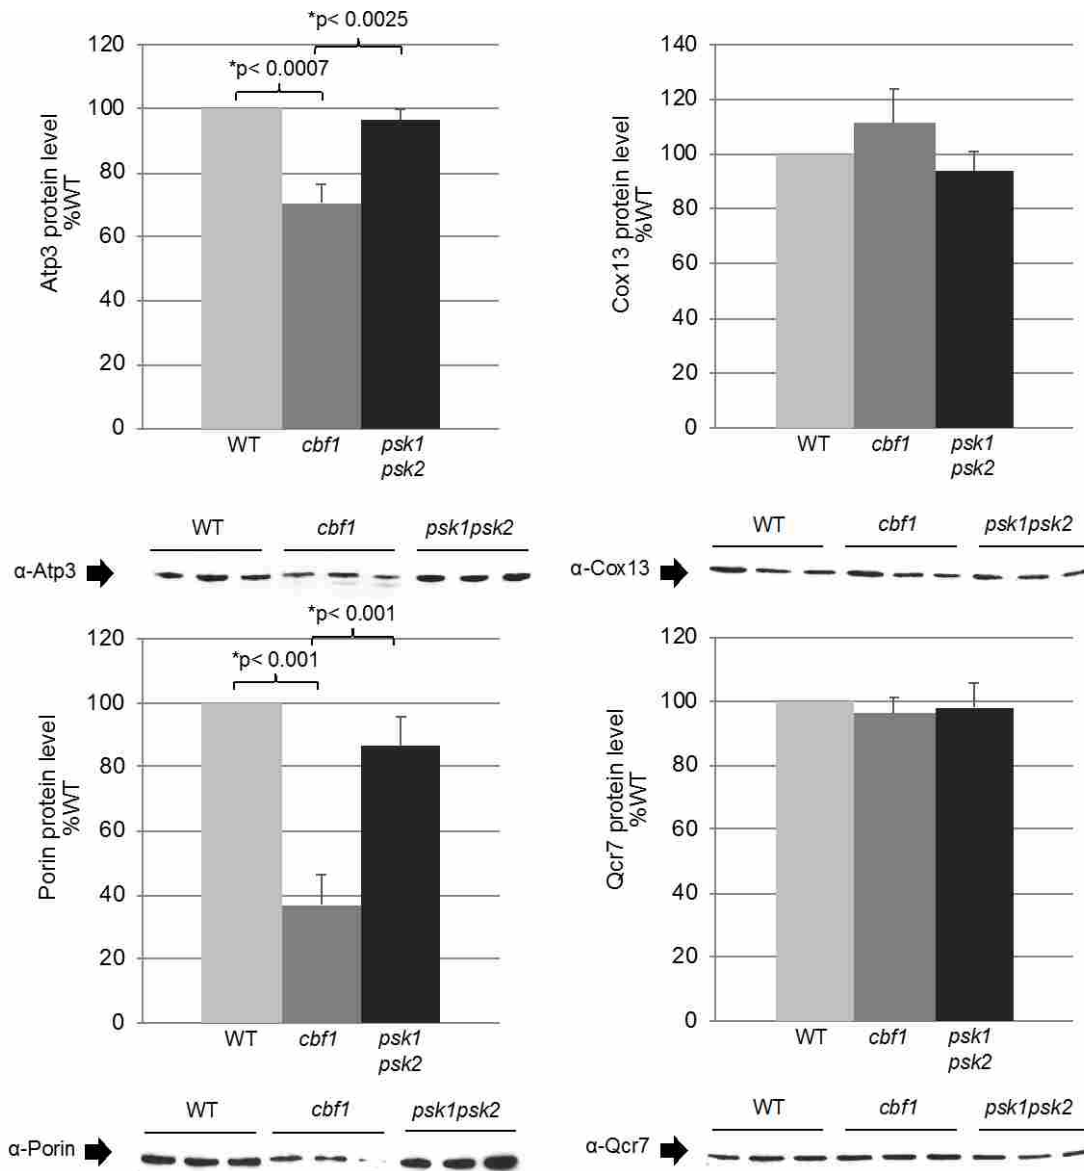 *p< 0.0025
*p< 0.0007
Atp3 protein level
%WT
120
100
80
60
40
20
0
WT
cbf1
psk1
psk2
WT
cbf1
psk1psk2
α-Atp3
Cox13 protein level
%WT
140
120
100
80
60
40
20
0
WT
cbf1
psk1
psk2
WT
cbf1
psk1psk2
α-Cox13
*p< 0.001
*p< 0.001
Porin protein level
%WT
120
100
80
60
40
20
0
WT
cbf1
psk1
psk2
WT
cbf1
psk1psk2
α-Porin
Qcr7 protein level
%WT
120
100
80
60
40
20
0
WT
cbf1
psk1
psk2
WT
cbf1
psk1psk2
α-Qcr7